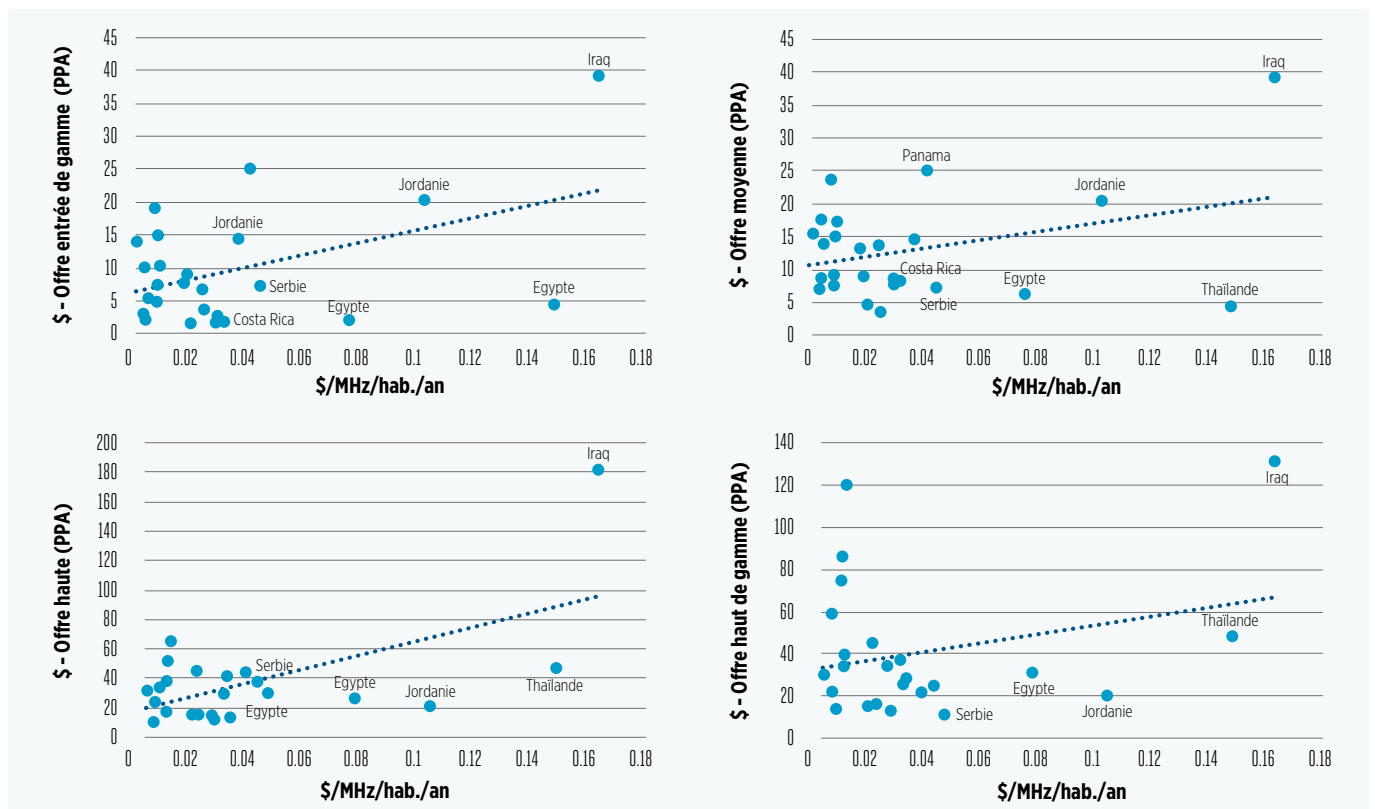 $ - Offre entrée de gamme (PPA)
45
40
35
30
25
20
15
10
5
0
Iraq
Jordanie
Jordanie
Serbie
Egypte
Egypte
Costa Rica
0 0.02 0.04 0.06 0.08 0.1 0.12 0.14 0.16 0.18
$/MHz/hab./an
$ - Offre moyenne (PPA)
45
40
35
30
25
20
15
10
5
0
Iraq
Panama
Jordanie
Costa Rica
Egypte
Thaïlande
Serbie
0 0.02 0.04 0.06 0.08 0.1 0.12 0.14 0.16 0.18
$/MHz/hab./an
$ - Offre haute (PPA)
200
180
160
140
120
100
80
60
40
20
0
Iraq
Serbie
Egypte
Thaïlande
Jordanie
Egypte
0 0.02 0.04 0.06 0.08 0.1 0.12 0.14 0.16 0.18
$/MHz/hab./an
$ - Offre haut de gamme (PPA)
140
120
100
80
60
40
20
0
Iraq
Thaïlande
Egypte
Jordanie
Serbie
0 0.02 0.04 0.06 0.08 0.1 0.12 0.14 0.16 0.18
$/MHz/hab./an